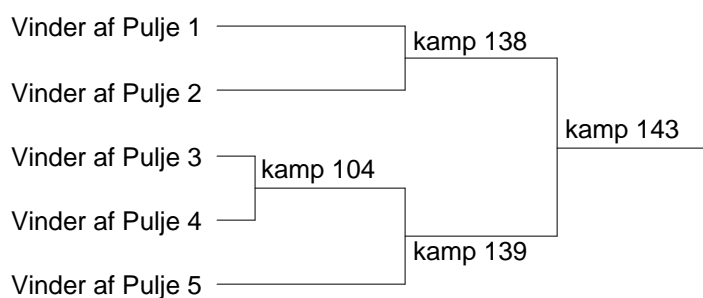 Vinder af Pulje 1
kamp 138
Vinder af Pulje 2
kamp 143
Vinder af Pulje 3
kamp 104
Vinder af Pulje 4
kamp 139
Vinder af Pulje 5